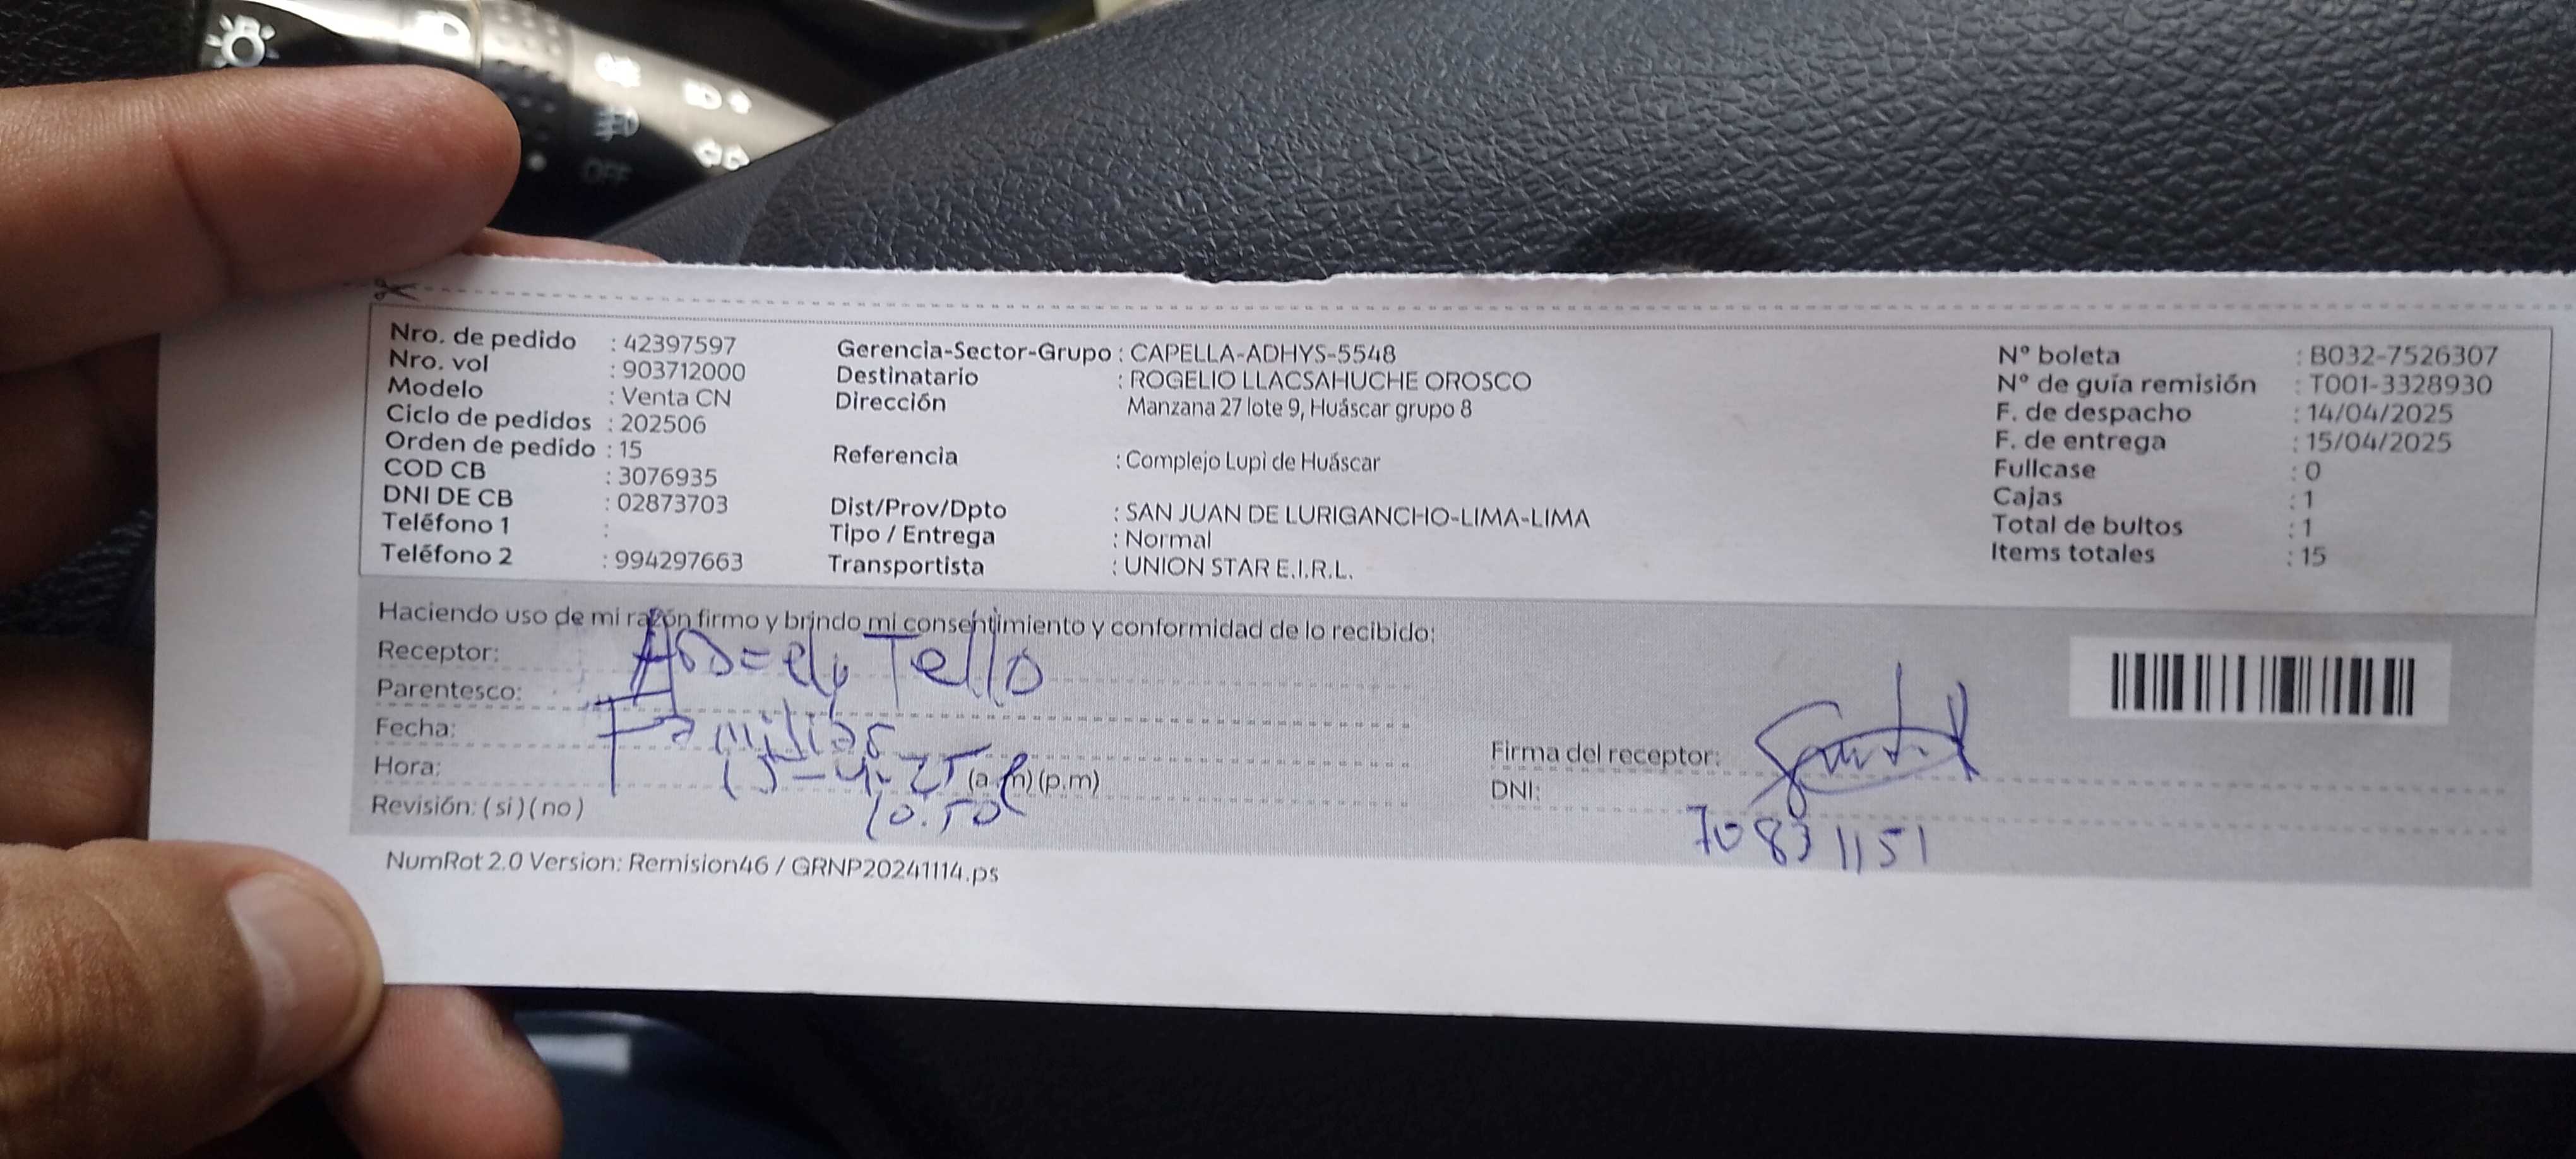 OFF
Nro. de pedido : 42397597
Nro. vol : 903712000
Modelo : Venta CN
Ciclo de pedidos : 202506
Orden de pedido : 15
COD CB : 3076935
DNI DE CB : 02873703
Teléfono 1 :
Teléfono 2 : 994297663
Gerencia-Sector-Grupo : CAPELLA-ADHYS-5548
Destinatario : ROGELIO LLACSAHUCHE OROSCO
Dirección Manzana 27 lote 9, Huáscar grupo 8
Referencia : Complejo Lupi de Huáscar
Dist/Prov/Dpto : SAN JUAN DE LURIGANCHO-LIMA-LIMA
Tipo / Entrega : Normal
Transportista : UNION STAR E.I.R.L.
N° boleta : B032-7526307
N° de guía remisión : T001-3328930
F. de despacho : 14/04/2025
F. de entrega : 15/04/2025
Fullcase : 0
Cajas : 1
Total de bultos : 1
Items totales : 15
Haciendo uso de mi razón firmo y brindo mi consentimiento y conformidad de lo recibido:
Receptor: Tello
Parentesco: Familiar
Fecha: 15-4-25
Hora: 10.50 (a.m) (p.m)
Revisión: ( si ) ( no )
Firma del receptor:
DNI: 70831151
NumRot 2.0 Version: Remision46 / GRNP20241114.ps